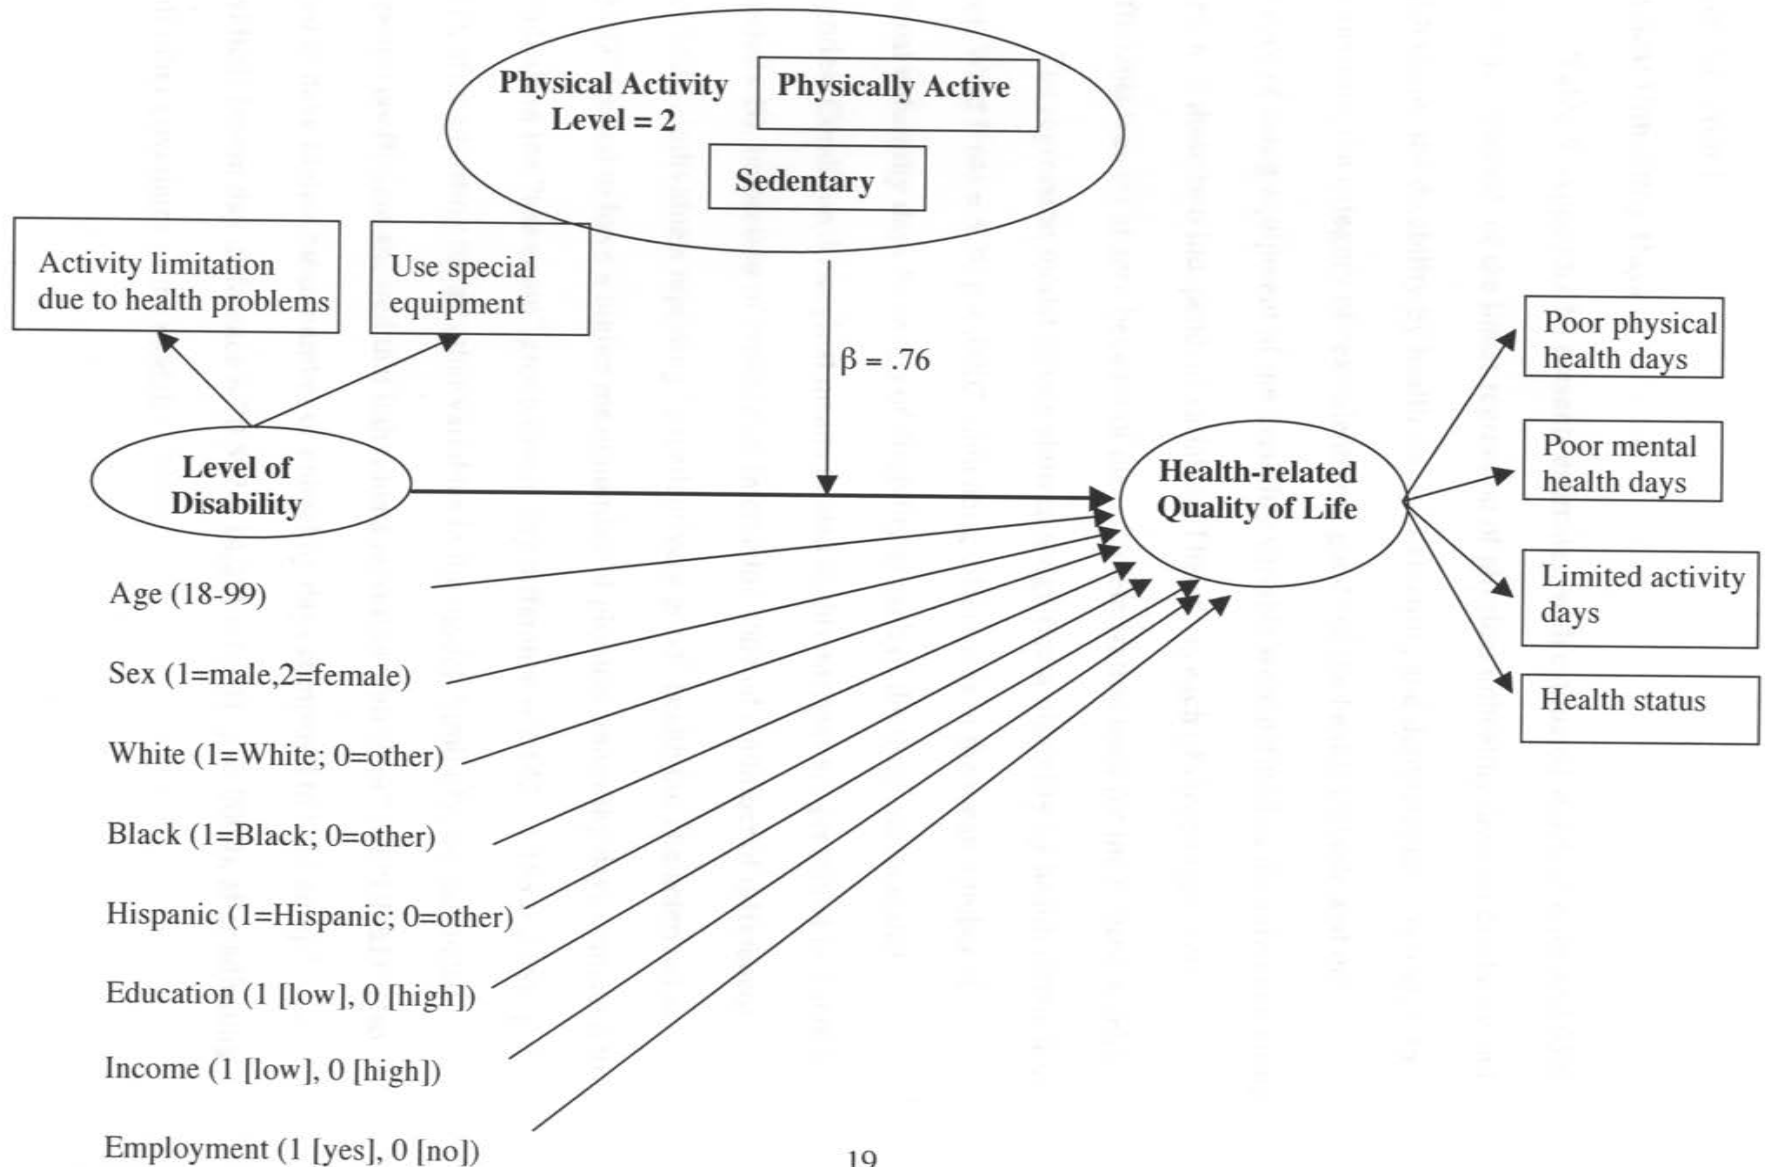 Physical Activity
Level = 2
Physically Active
Sedentary
Activity limitation
due to health problems
Use special
equipment
β = .76
Level of
Disability
Health-related
Quality of Life
Poor physical
health days
Poor mental
health days
Limited activity
days
Health status
Age (18-99)
Sex (1=male,2=female)
White (1=White; 0=other)
Black (1=Black; 0=other)
Hispanic (1=Hispanic; 0=other)
Education (1 [low], 0 [high])
Income (1 [low], 0 [high])
Employment (1 [yes], 0 [no])
19